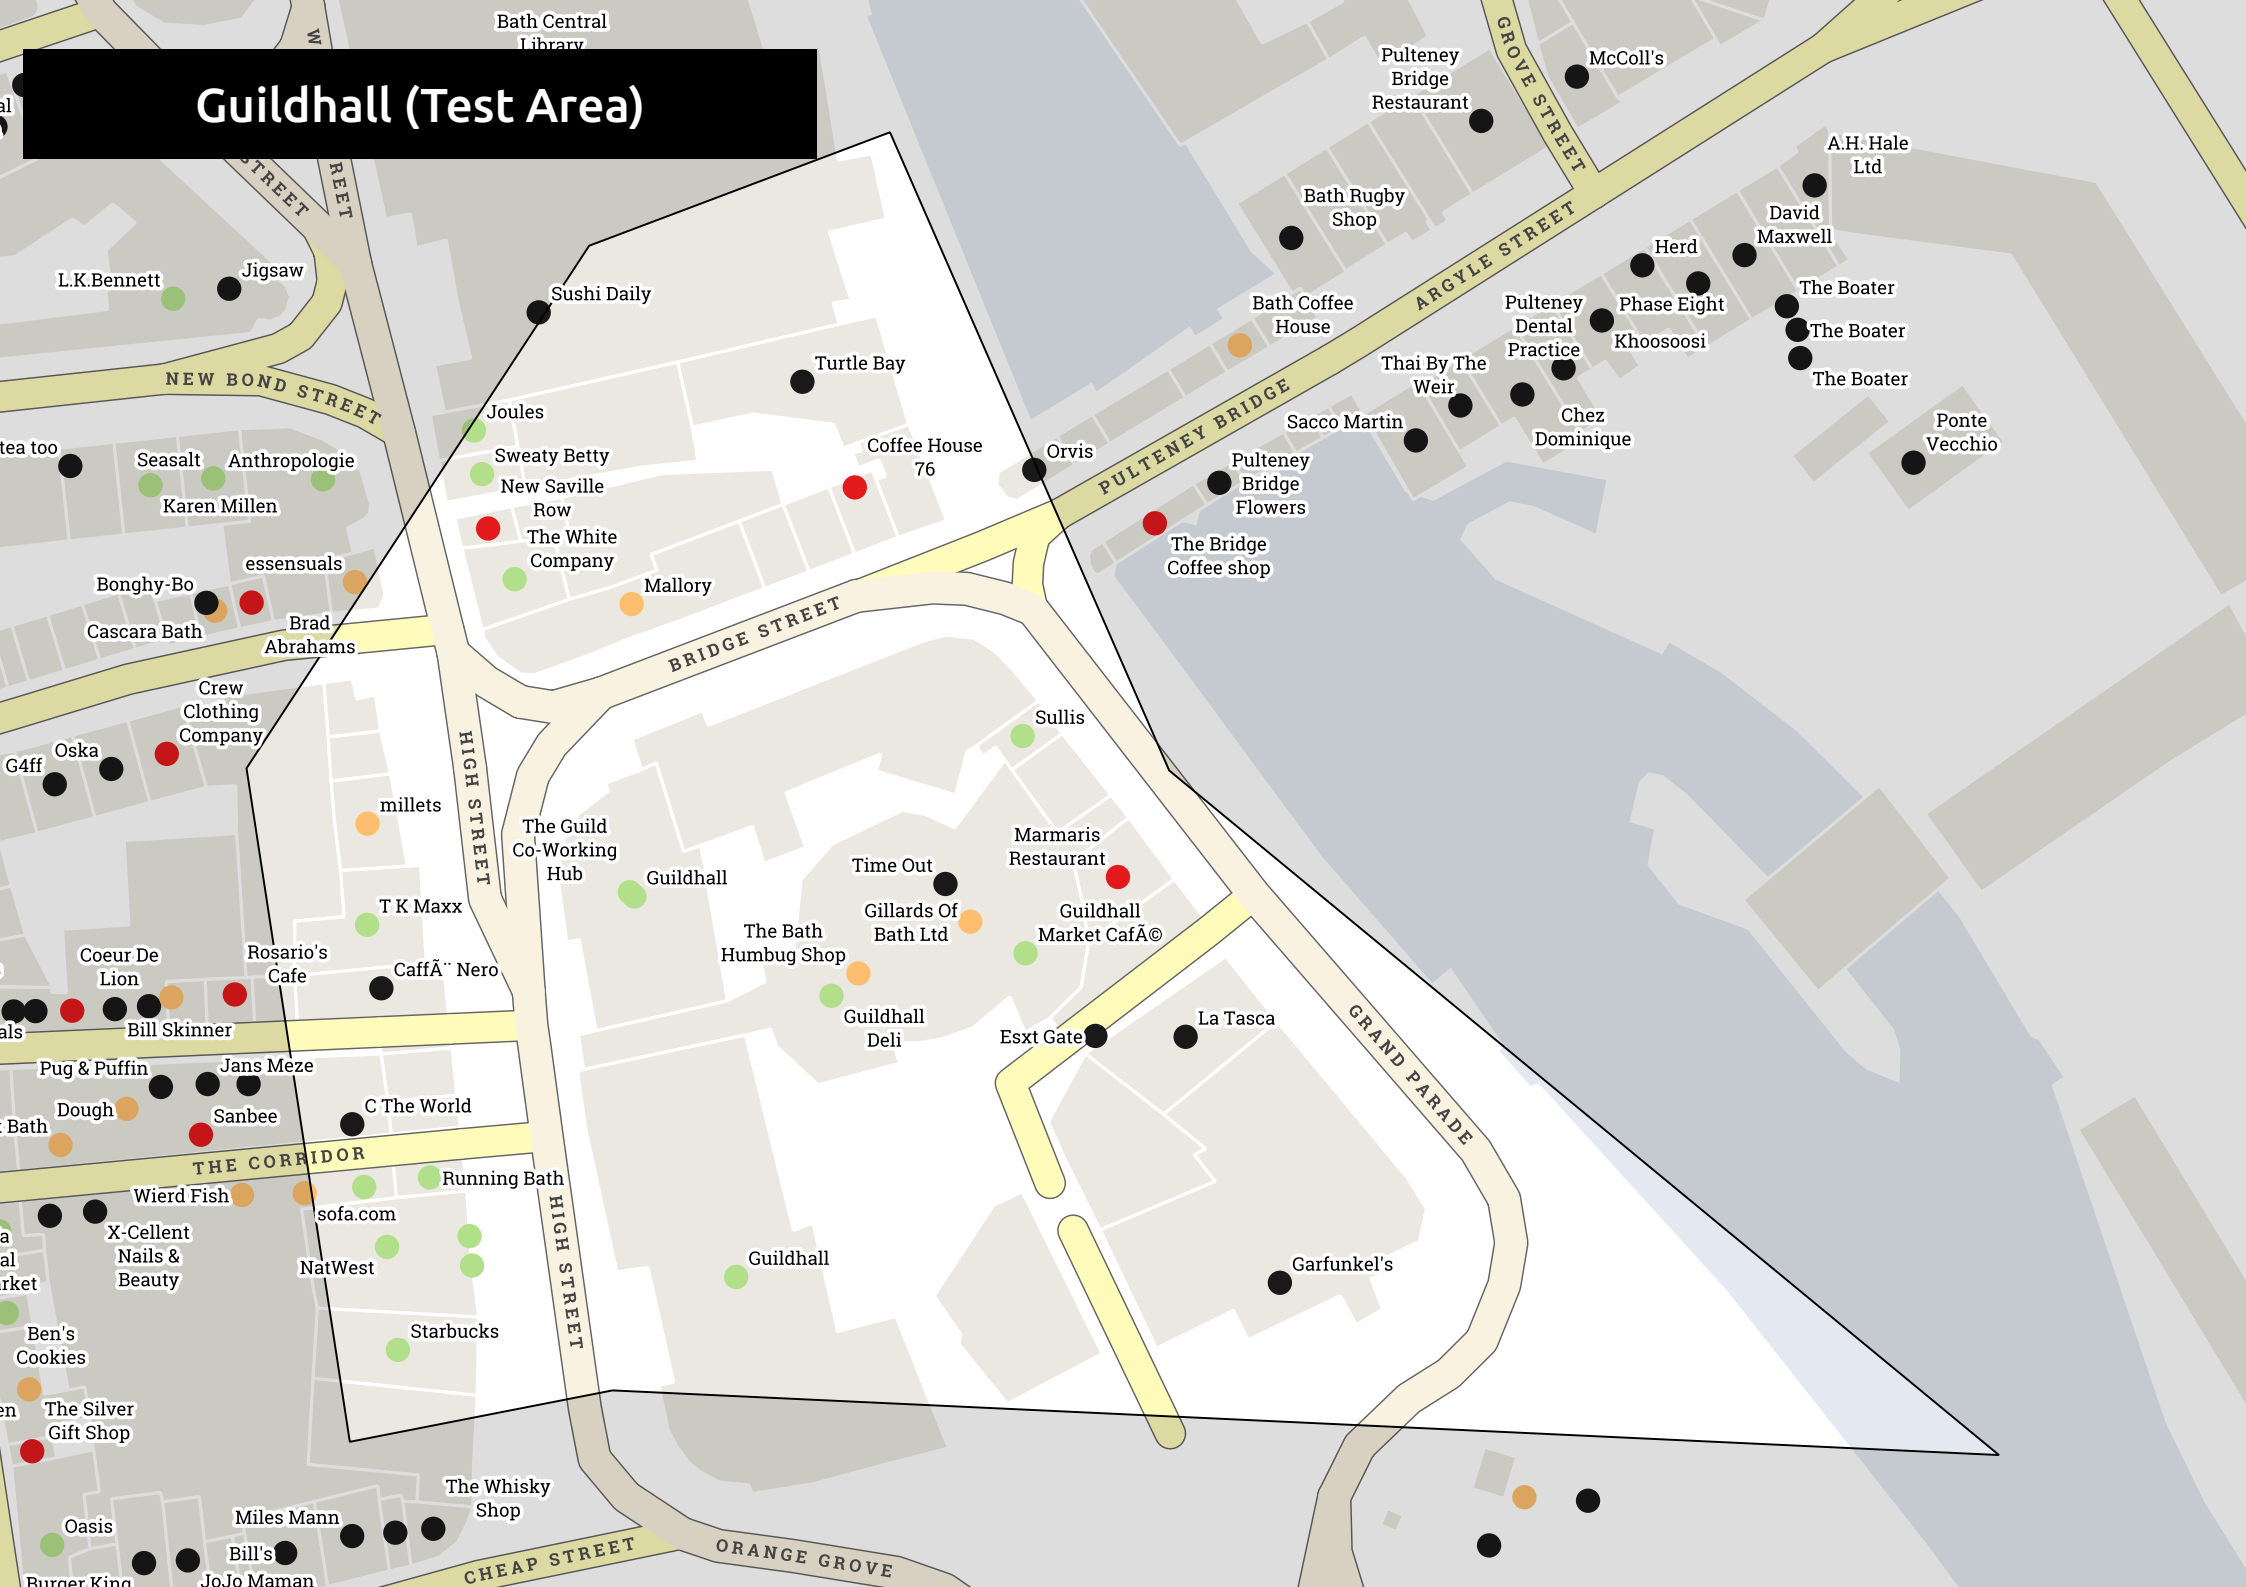 Bath Central
Library
Guildhall (Test Area)
STREET
REET
L.K.Bennett
Jigsaw
Sushi Daily
NEW BOND STREET
Turtle Bay
Joules
Sweaty Betty
New Saville
Row
The White
Company
Coffee House
76
Mallory
tea too
Seasalt
Anthropologie
Karen Millen
essensuals
Bonghy-Bo
Cascara Bath
Brad
Abrahams
Crew
Clothing
Company
Oska
G4ff
Pulteney
Bridge
Restaurant
McColl's
GROVE STREET
A.H. Hale
Ltd
Bath Rugby
Shop
David
Maxwell
Herd
Phase Eight
Khoosoosi
The Boater
The Boater
The Boater
Pulteney
Dental
Practice
Bath Coffee
House
ARGYLE STREET
Thai By The
Weir
Sacco Martin
Chez
Dominique
Ponte
Vecchio
PULTENEY BRIDGE
Orvis
Pulteney
Bridge
Flowers
The Bridge
Coffee shop
BRIDGE STREET
HIGH STREET
Sullis
millets
The Guild
Co-Working
Hub
Guildhall
Marmaris
Restaurant
Time Out
Gillards Of
Bath Ltd
Guildhall
Market CafÃ©
The Bath
Humbug Shop
Guildhall
Deli
T K Maxx
Rosario's
Cafe
CaffÃ¨ Nero
Coeur De
Lion
Bill Skinner
als
Pug & Puffin
Jans Meze
Dough
Sanbee
Bath
C The World
THE CORRIDOR
Esxt Gate
La Tasca
GRAND PARADE
Wierd Fish
sofa.com
Running Bath
X-Cellent
Nails &
Beauty
NatWest
HIGH STREET
Guildhall
Garfunkel's
Starbucks
Ben's
Cookies
The Silver
Gift Shop
The Whisky
Shop
Miles Mann
Oasis
Bill's
Burger King
JoJo Maman
CHEAP STREET
ORANGE GROVE